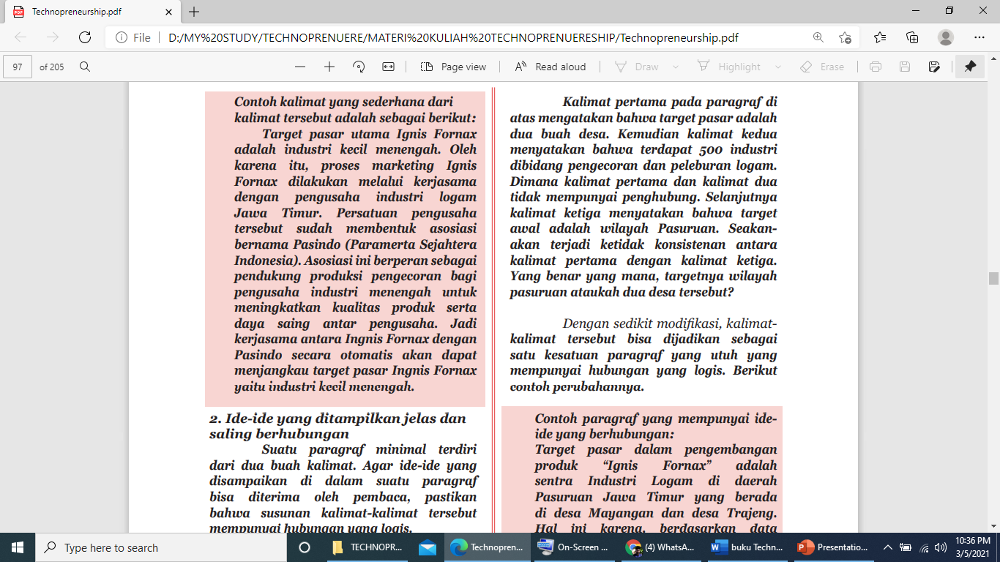 Technopreneurship.pdf
File
D:/MY%20STUDY/TECHNOPRENUERE/MATERI%20KULIAH%20TECHNOPRENUERESHIP/Technopreneurship.pdf
97 of 205
Page view
Read aloud
Draw
Highlight
Erase
Contoh kalimat yang sederhana dari
kalimat tersebut adalah sebagai berikut:
Target pasar utama Ignis Fornax
adalah industri kecil menengah. Oleh
karena itu, proses marketing Ignis
Fornax dilakukan melalui kerjasama
dengan pengusaha industri logam
Jawa Timur. Persatuan pengusaha
tersebut sudah membentuk asosiasi
bernama Pasindo (Paramerta Sejahtera
Indonesia). Asosiasi ini berperan sebagai
pendukung produksi pengecoran bagi
pengusaha industri menengah untuk
meningkatkan kualitas produk serta
daya saing antar pengusaha. Jadi
kerjasama antara Ingnis Fornax dengan
Pasindo secara otomatis akan dapat
menjangkau target pasar Ingnis Fornax
yaitu industri kecil menengah.
2. Ide-ide yang ditampilkan jelas dan
saling berhubungan
Suatu paragraf minimal terdiri
dari dua buah kalimat. Agar ide-ide yang
disampaikan di dalam suatu paragraf
bisa diterima oleh pembaca, pastikan
bahwa susunan kalimat-kalimat tersebut
mempunyai hubungan yang logis.
Kalimat pertama pada paragraf di
atas mengatakan bahwa target pasar adalah
dua buah desa. Kemudian kalimat kedua
menyatakan bahwa terdapat 500 industri
dibidang pengecoran dan peleburan logam.
Dimana kalimat pertama dan kalimat dua
tidak mempunyai penghubung. Selanjutnya
kalimat ketiga menyatakan bahwa target
awal adalah wilayah Pasuruan. Seakan-
akan terjadi ketidak konsistenan antara
kalimat pertama dengan kalimat ketiga.
Yang benar yang mana, targetnya wilayah
pasuruan ataukah dua desa tersebut?
Dengan sedikit modifikasi, kalimat-
kalimat tersebut bisa dijadikan sebagai
satu kesatuan paragraf yang utuh yang
mempunyai hubungan yang logis. Berikut
contoh perubahannya.
Contoh paragraf yang mempunyai ide-
ide yang berhubungan:
Target pasar dalam pengembangan
produk “Ignis Fornax” adalah
sentra Industri Logam di daerah
Pasuruan Jawa Timur yang berada
di desa Mayangan dan desa Trajeng.
Hal ini karena, berdasarkan data
Type here to search
TECHNOPR...
Technopren...
On-Screen ...
(4) WhatsA...
buku Techn...
Presentatio...
10:36 PM
3/5/2021